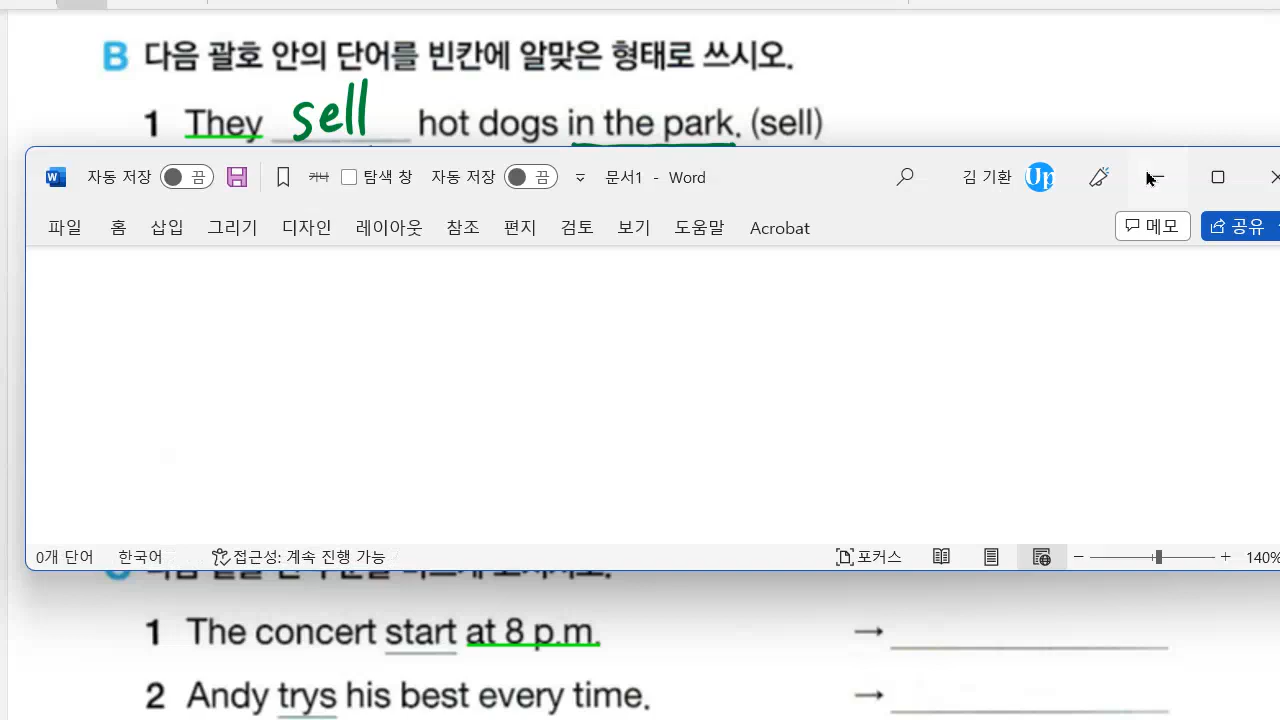 B 다음 괄호 안의 단어를 빈칸에 알맞은 형태로 쓰시오.
1 They sell hot dogs in the park. (sell)
자동 저장 끔 가나 탐색 창 자동 저장 끔 문서1 - Word 김 기환 Up
파일 홈 삽입 그리기 디자인 레이아웃 참조 편지 검토 보기 도움말 Acrobat 메모 공유
0개 단어 한국어 접근성: 계속 진행 가능 포커스 140%
1 The concert start at 8 p.m. →
2 Andy trys his best every time. →